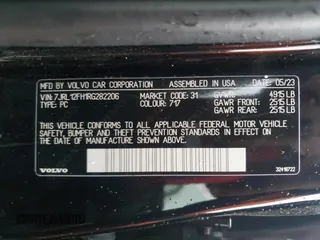 MFD BY VOLVO CAR CORPORATION ASSEMBLED IN U.S.A. DATE 05/23
VIN: 7JRL12FH1RG282206 MARKET CODE: 31 GVWR 4915 LB
TYPE: PC COLOUR: 717 GAWR FRONT 2515 LB
GAWR REAR 2515 LB
THIS VEHICLE CONFORMS TO ALL APPLICABLE FEDERAL MOTOR VEHICLE
SAFETY, BUMPER AND THEFT PREVENTION STANDARDS IN EFFECT ON THE
DATE OF MANUFACTURE SHOWN ABOVE.
VOLVO